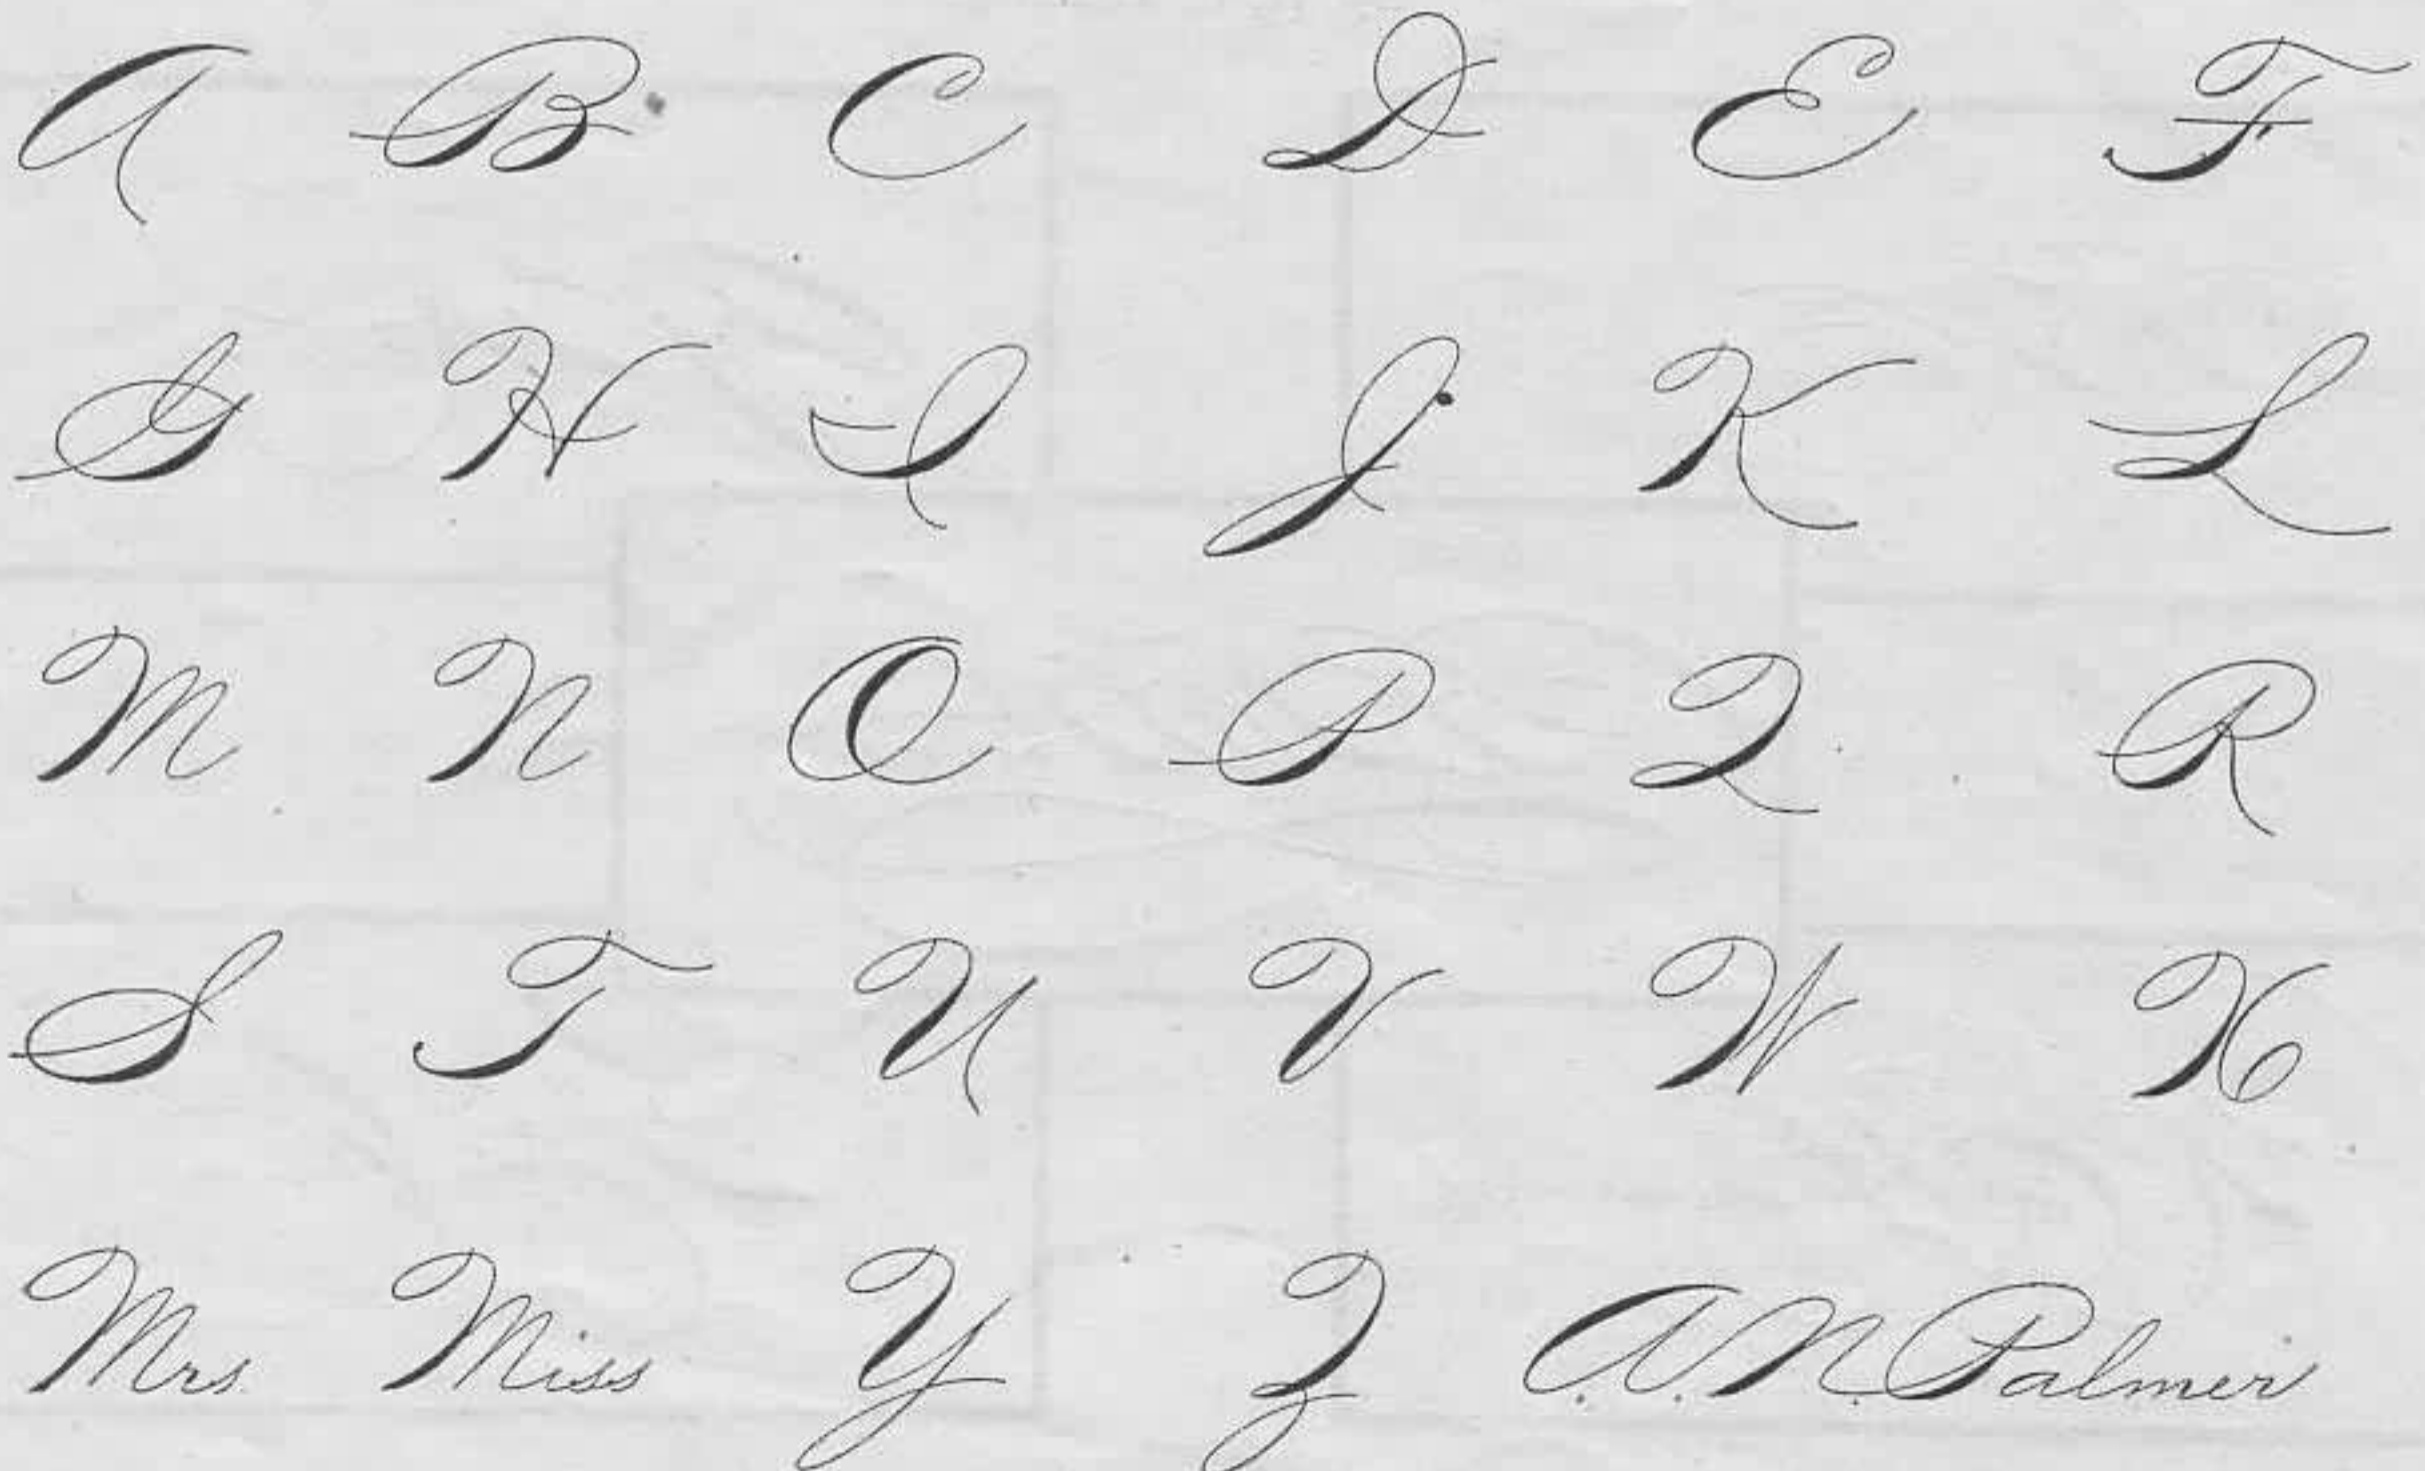 A B C D E F
G H I J K L
M N O P Q R
S T U V W X
Mrs Miss Y Z A. N. Palmer